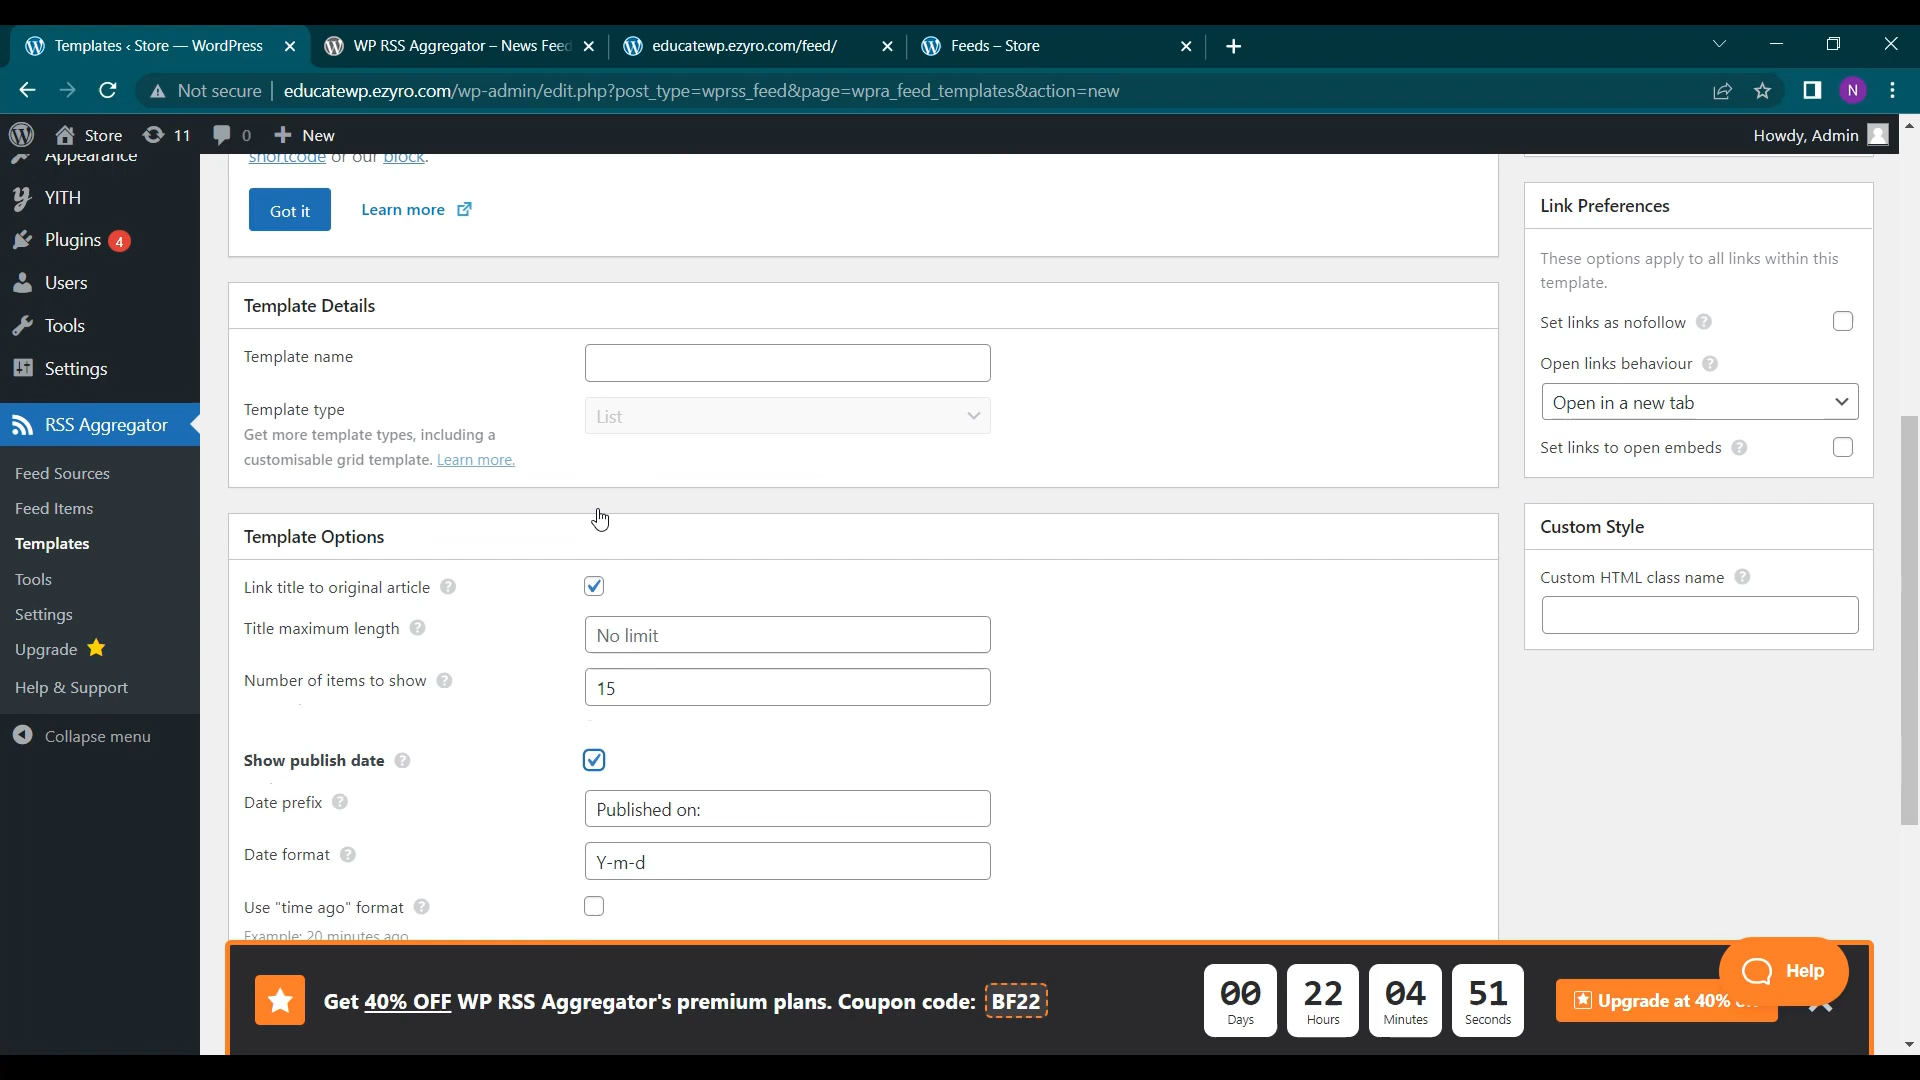 Templates ‹ Store — WordPress
WP RSS Aggregator – News Feed
educatewp.ezyro.com/feed/
Feeds – Store
Not secure
educatewp.ezyro.com/wp-admin/edit.php?post_type=wprss_feed&page=wpra_feed_templates&action=new
N
Store
11
0
New
Howdy, Admin
Appearance
YITH
Plugins 4
Users
Tools
Settings
RSS Aggregator
Feed Sources
Feed Items
Templates
Tools
Settings
Upgrade
Help & Support
Collapse menu
shortcode or our block.
Got it
Learn more
Template Details
Template name
Template type
List
Get more template types, including a
customisable grid template. Learn more.
Template Options
Link title to original article
Title maximum length
No limit
Number of items to show
15
Show publish date
Date prefix
Published on:
Date format
Y-m-d
Use "time ago" format
Example: 20 minutes ago
Link Preferences
These options apply to all links within this
template.
Set links as nofollow
Open links behaviour
Open in a new tab
Set links to open embeds
Custom Style
Custom HTML class name
Get 40% OFF WP RSS Aggregator's premium plans. Coupon code: BF22
00
Days
22
Hours
04
Minutes
51
Seconds
Upgrade at 40%
Help